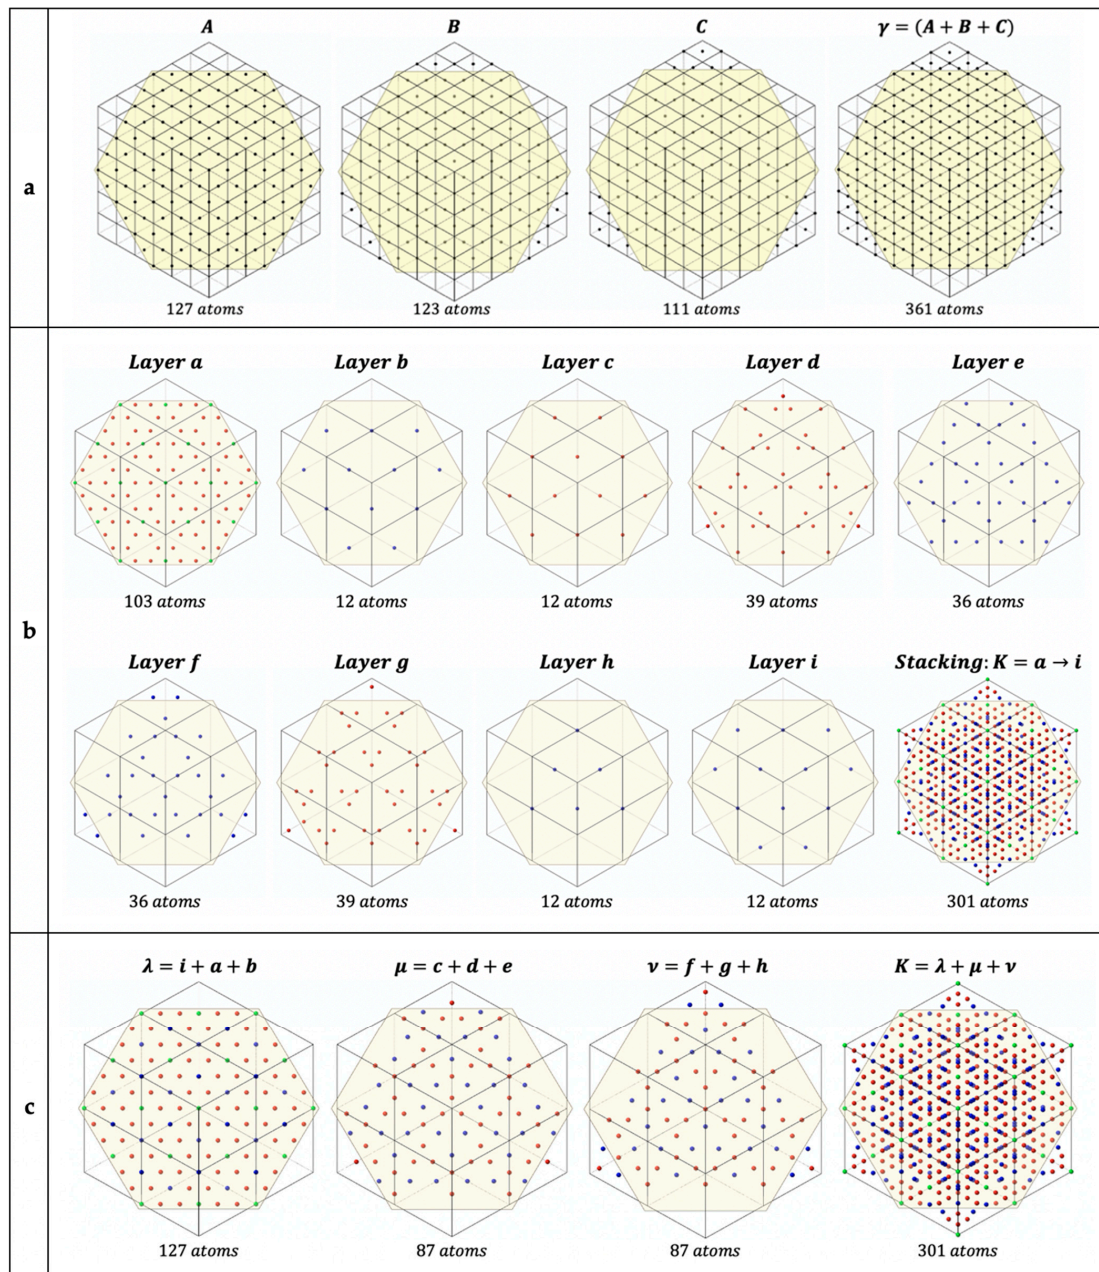 a
A B C γ = (A + B + C)
127 atoms 123 atoms 111 atoms 361 atoms
b
Layer a Layer b Layer c Layer d Layer e
103 atoms 12 atoms 12 atoms 39 atoms 36 atoms
Layer f Layer g Layer h Layer i Stacking: K = a → i
36 atoms 39 atoms 12 atoms 12 atoms 301 atoms
c
λ = i + a + b μ = c + d + e ν = f + g + h K = λ + μ + ν
127 atoms 87 atoms 87 atoms 301 atoms